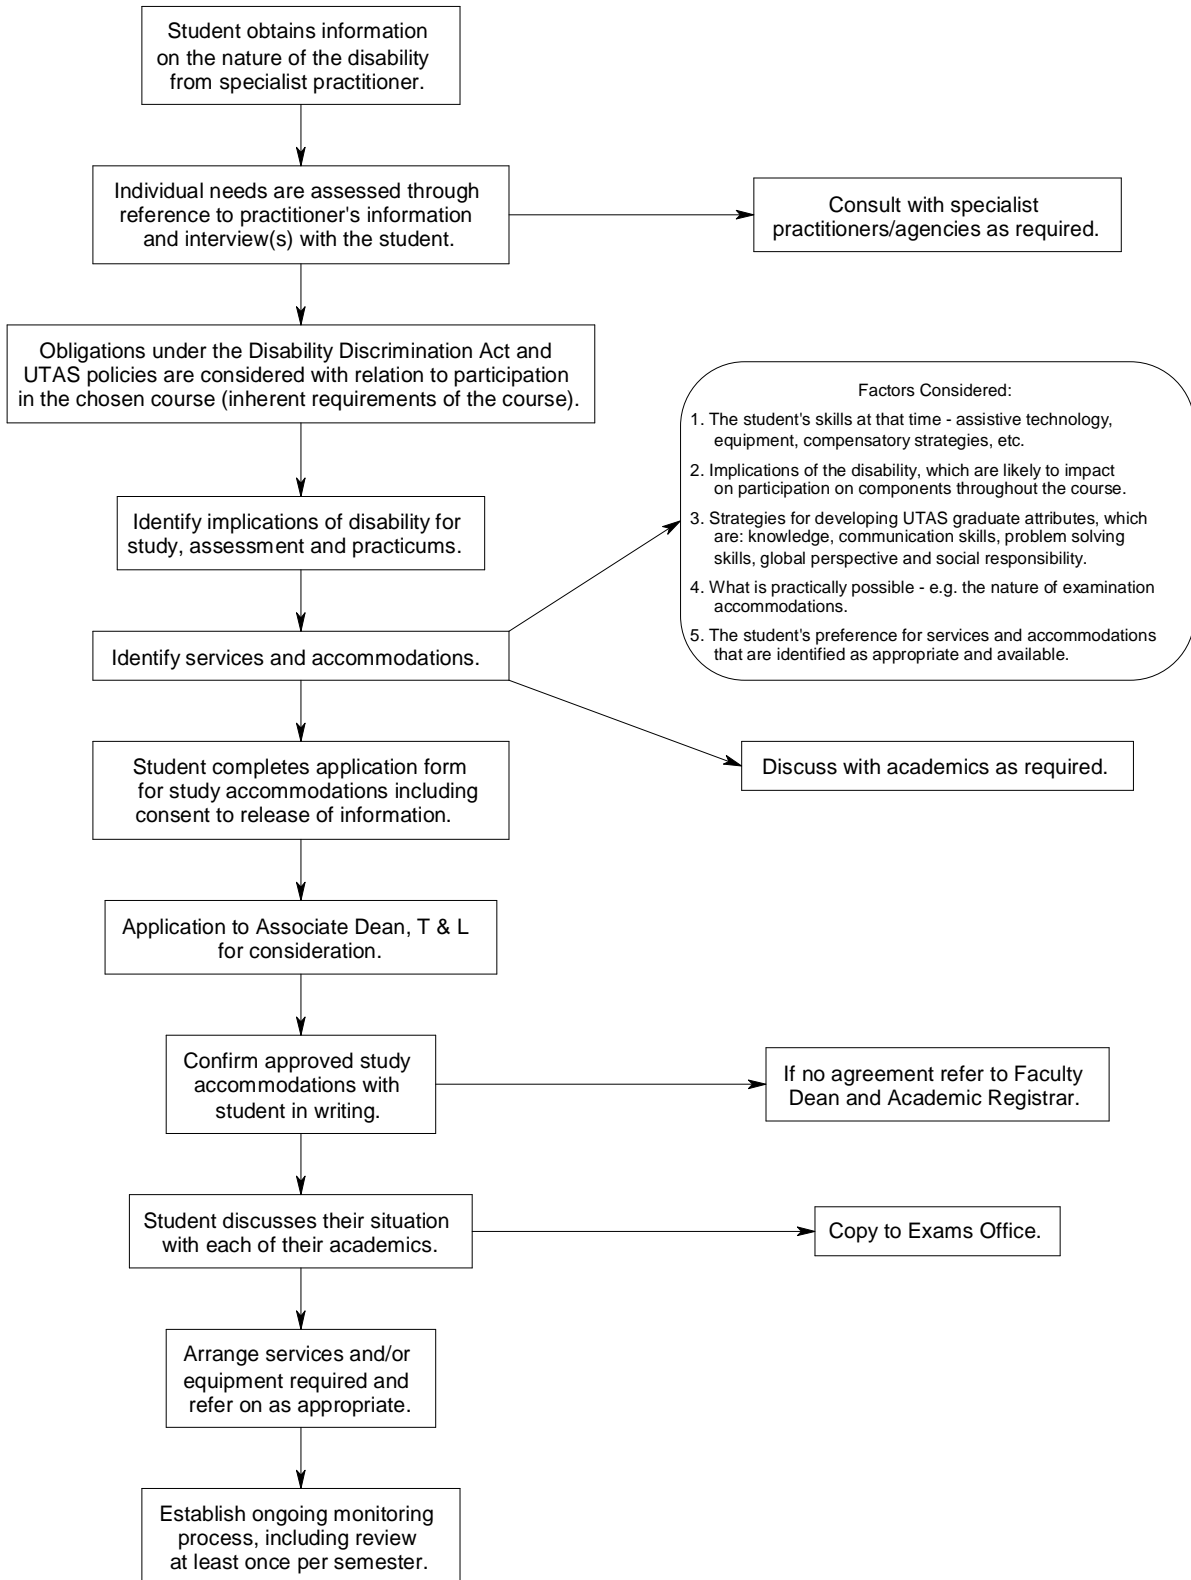 Student obtains information
on the nature of the disability
from specialist practitioner.
Individual needs are assessed through
reference to practitioner's information
and interview(s) with the student.
Consult with specialist
practitioners/agencies as required.
Obligations under the Disability Discrimination Act and
UTAS policies are considered with relation to participation
in the chosen course (inherent requirements of the course).
Factors Considered:
1. The student's skills at that time - assistive technology,
equipment, compensatory strategies, etc.
2. Implications of the disability, which are likely to impact
on participation on components throughout the course.
3. Strategies for developing UTAS graduate attributes, which
are: knowledge, communication skills, problem solving
skills, global perspective and social responsibility.
4. What is practically possible - e.g. the nature of examination
accommodations.
5. The student's preference for services and accommodations
that are identified as appropriate and available.
Identify implications of disability for
study, assessment and practicums.
Identify services and accommodations.
Discuss with academics as required.
Student completes application form
for study accommodations including
consent to release of information.
Application to Associate Dean, T & L
for consideration.
Confirm approved study
accommodations with
student in writing.
If no agreement refer to Faculty
Dean and Academic Registrar.
Student discusses their situation
with each of their academics.
Copy to Exams Office.
Arrange services and/or
equipment required and
refer on as appropriate.
Establish ongoing monitoring
process, including review
at least once per semester.